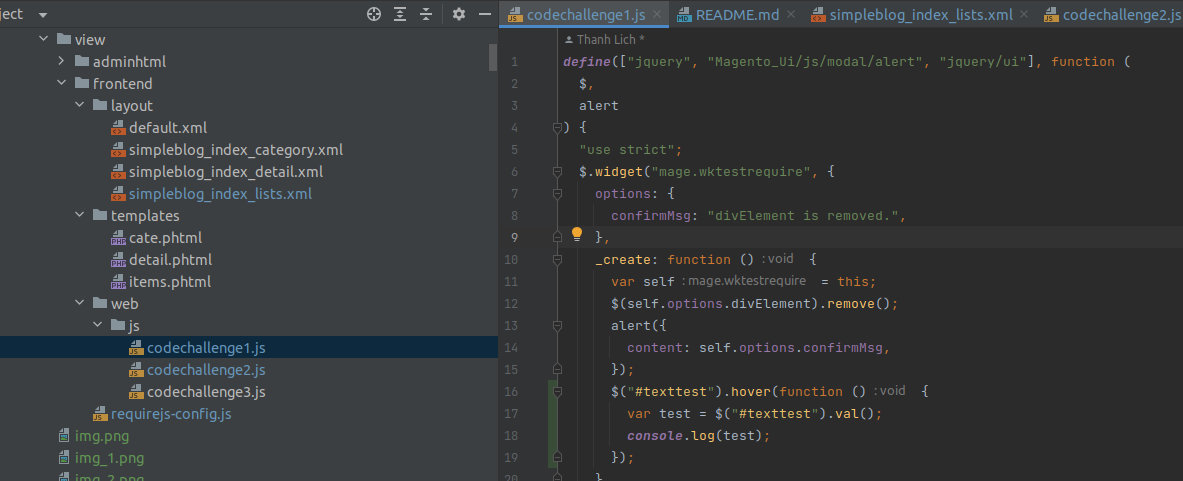 ject
view
adminhtml
frontend
layout
default.xml
simpleblog_index_category.xml
simpleblog_index_detail.xml
simpleblog_index_lists.xml
templates
cate.phtml
detail.phtml
items.phtml
web
js
codechallenge1.js
codechallenge2.js
codechallenge3.js
requirejs-config.js
img.png
img_1.png
img_2.png
codechallenge1.js README.md simpleblog_index_lists.xml codechallenge2.js
Thanh Lich *
1 define(["jquery", "Magento_Ui/js/modal/alert", "jquery/ui"], function (
2 $,
3 alert
4 ) {
5 "use strict";
6 $.widget("mage.wktestrequire", {
7 options: {
8 confirmMsg: "divElement is removed.",
9 },
10 _create: function () : void {
11 var self : mage.wktestrequire = this;
12 $(self.options.divElement).remove();
13 alert({
14 content: self.options.confirmMsg,
15 });
16 $("#texttest").hover(function () : void {
17 var test = $("#texttest").val();
18 console.log(test);
19 });
20 }